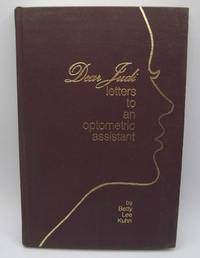 Dear Judi
letters
to
an
optometric
assistant
by
Betty
Lee
Kuhn